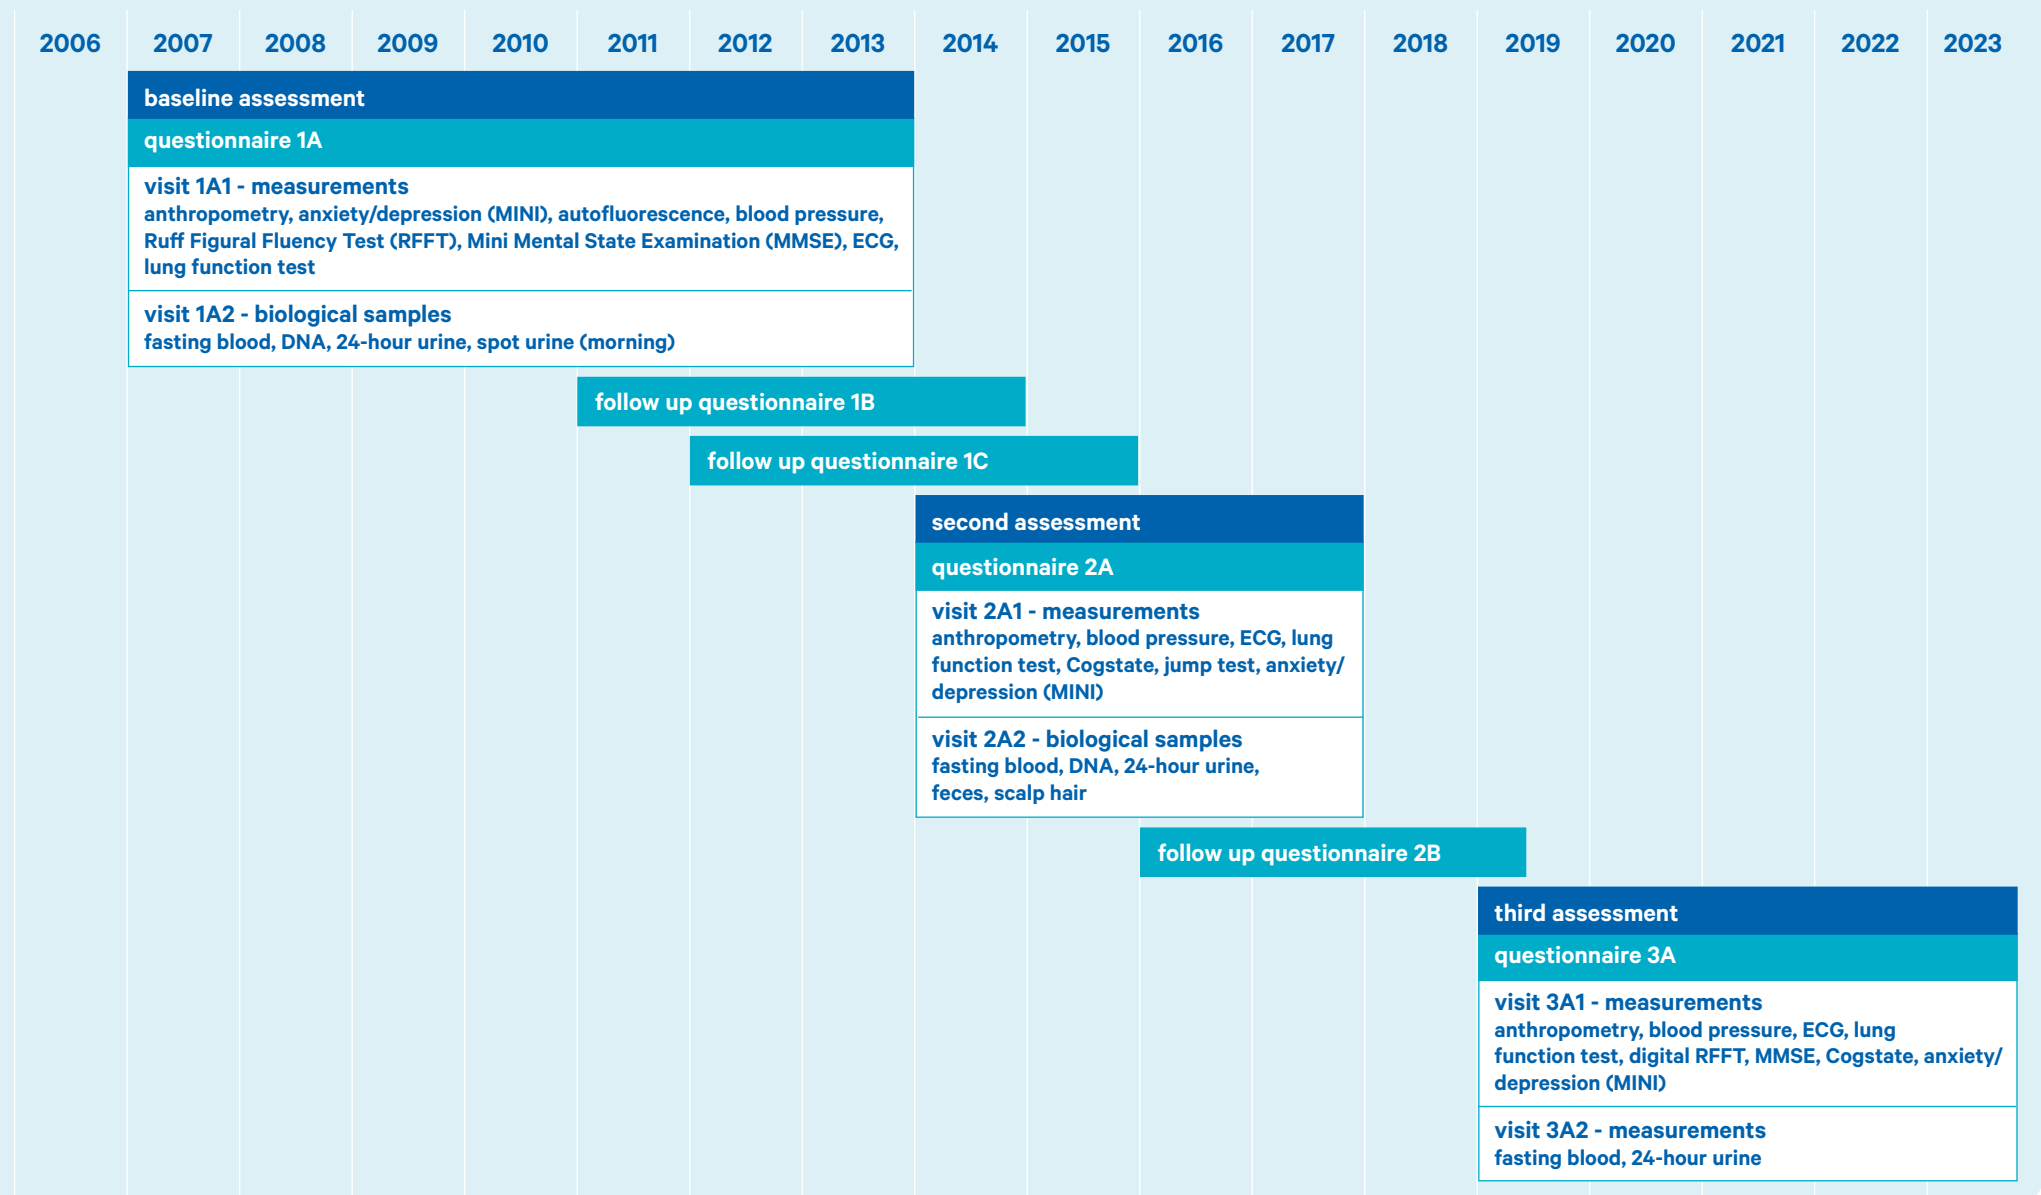 2006 2007 2008 2009 2010 2011 2012 2013 2014 2015 2016 2017 2018 2019 2020 2021 2022 2023
baseline assessment
questionnaire 1A
visit 1A1 - measurements
anthropometry, anxiety/depression (MINI), autofluorescence, blood pressure,
Ruff Figural Fluency Test (RFFT), Mini Mental State Examination (MMSE), ECG,
lung function test
visit 1A2 - biological samples
fasting blood, DNA, 24-hour urine, spot urine (morning)
follow up questionnaire 1B
follow up questionnaire 1C
second assessment
questionnaire 2A
visit 2A1 - measurements
anthropometry, blood pressure, ECG, lung
function test, Cogstate, jump test, anxiety/
depression (MINI)
visit 2A2 - biological samples
fasting blood, DNA, 24-hour urine,
feces, scalp hair
follow up questionnaire 2B
third assessment
questionnaire 3A
visit 3A1 - measurements
anthropometry, blood pressure, ECG, lung
function test, digital RFFT, MMSE, Cogstate, anxiety/
depression (MINI)
visit 3A2 - measurements
fasting blood, 24-hour urine